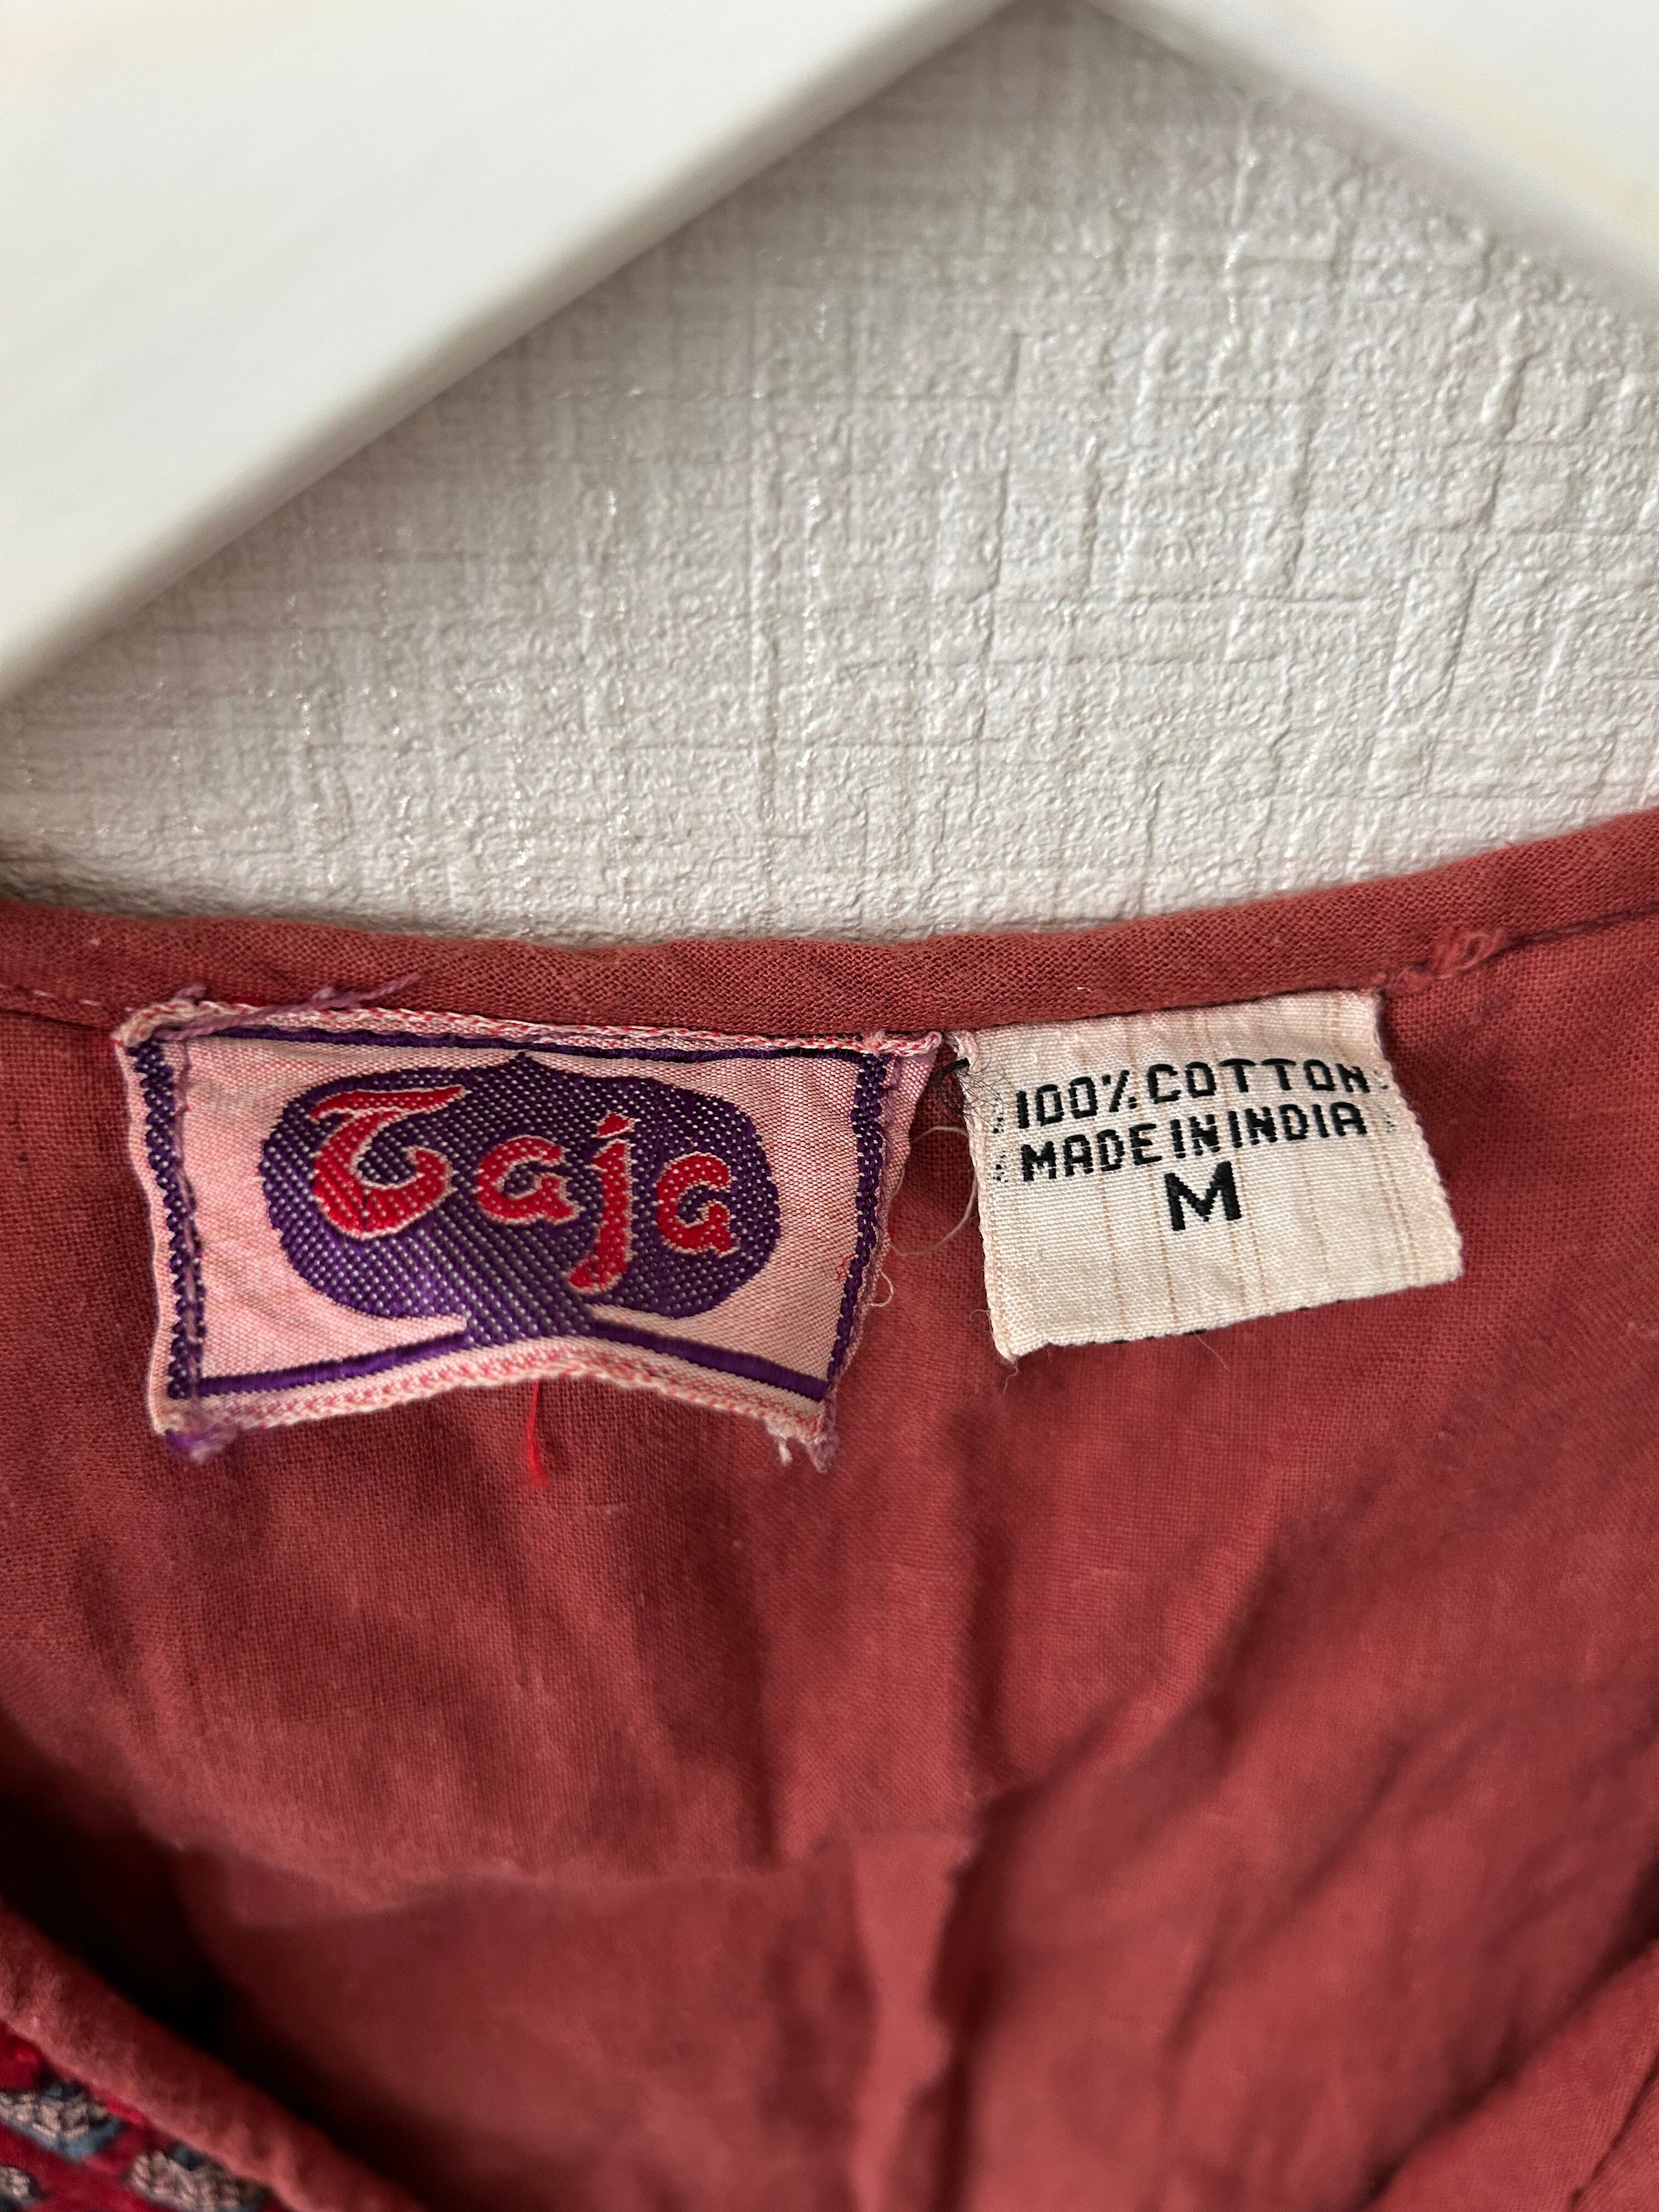 Taja
100% COTTON
MADE IN INDIA
M